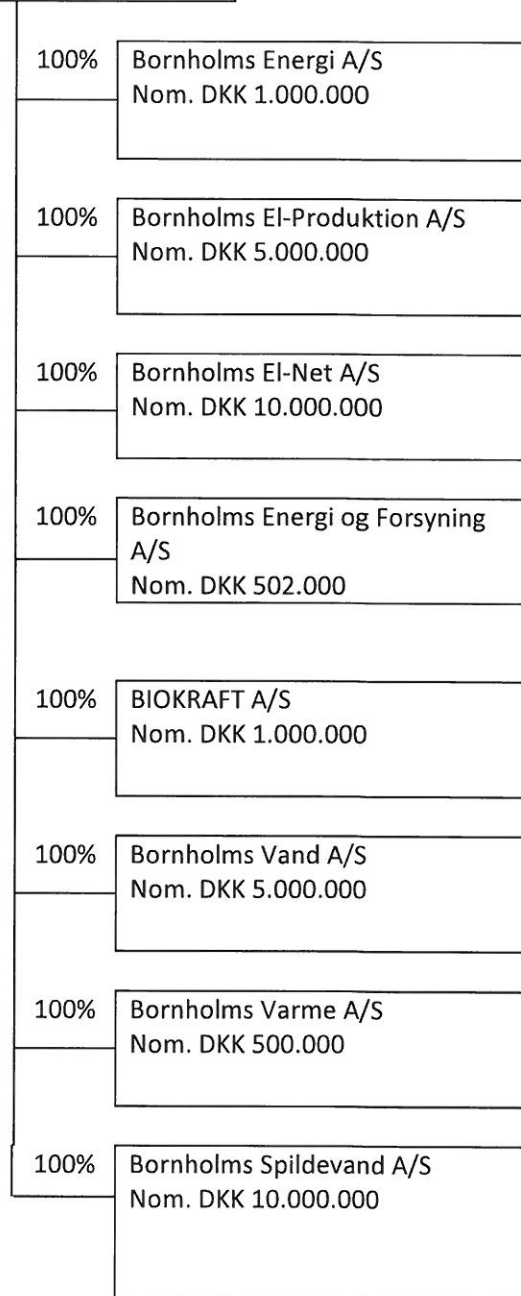 100% Bornholms Energi A/S
Nom. DKK 1.000.000
100% Bornholms El-Produktion A/S
Nom. DKK 5.000.000
100% Bornholms El-Net A/S
Nom. DKK 10.000.000
100% Bornholms Energi og Forsyning
A/S
Nom. DKK 502.000
100% BIOKRAFT A/S
Nom. DKK 1.000.000
100% Bornholms Vand A/S
Nom. DKK 5.000.000
100% Bornholms Varme A/S
Nom. DKK 500.000
100% Bornholms Spildevand A/S
Nom. DKK 10.000.000